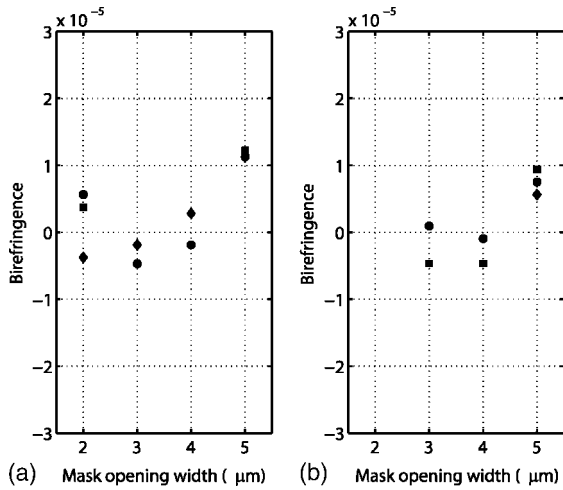 x 10⁻⁵
3
2
1
0
−1
−2
−3
Birefringence
2 3 4 5
(a) Mask opening width ( μm)
x 10⁻⁵
3
2
1
0
−1
−2
−3
Birefringence
2 3 4 5
(b) Mask opening width ( μm)